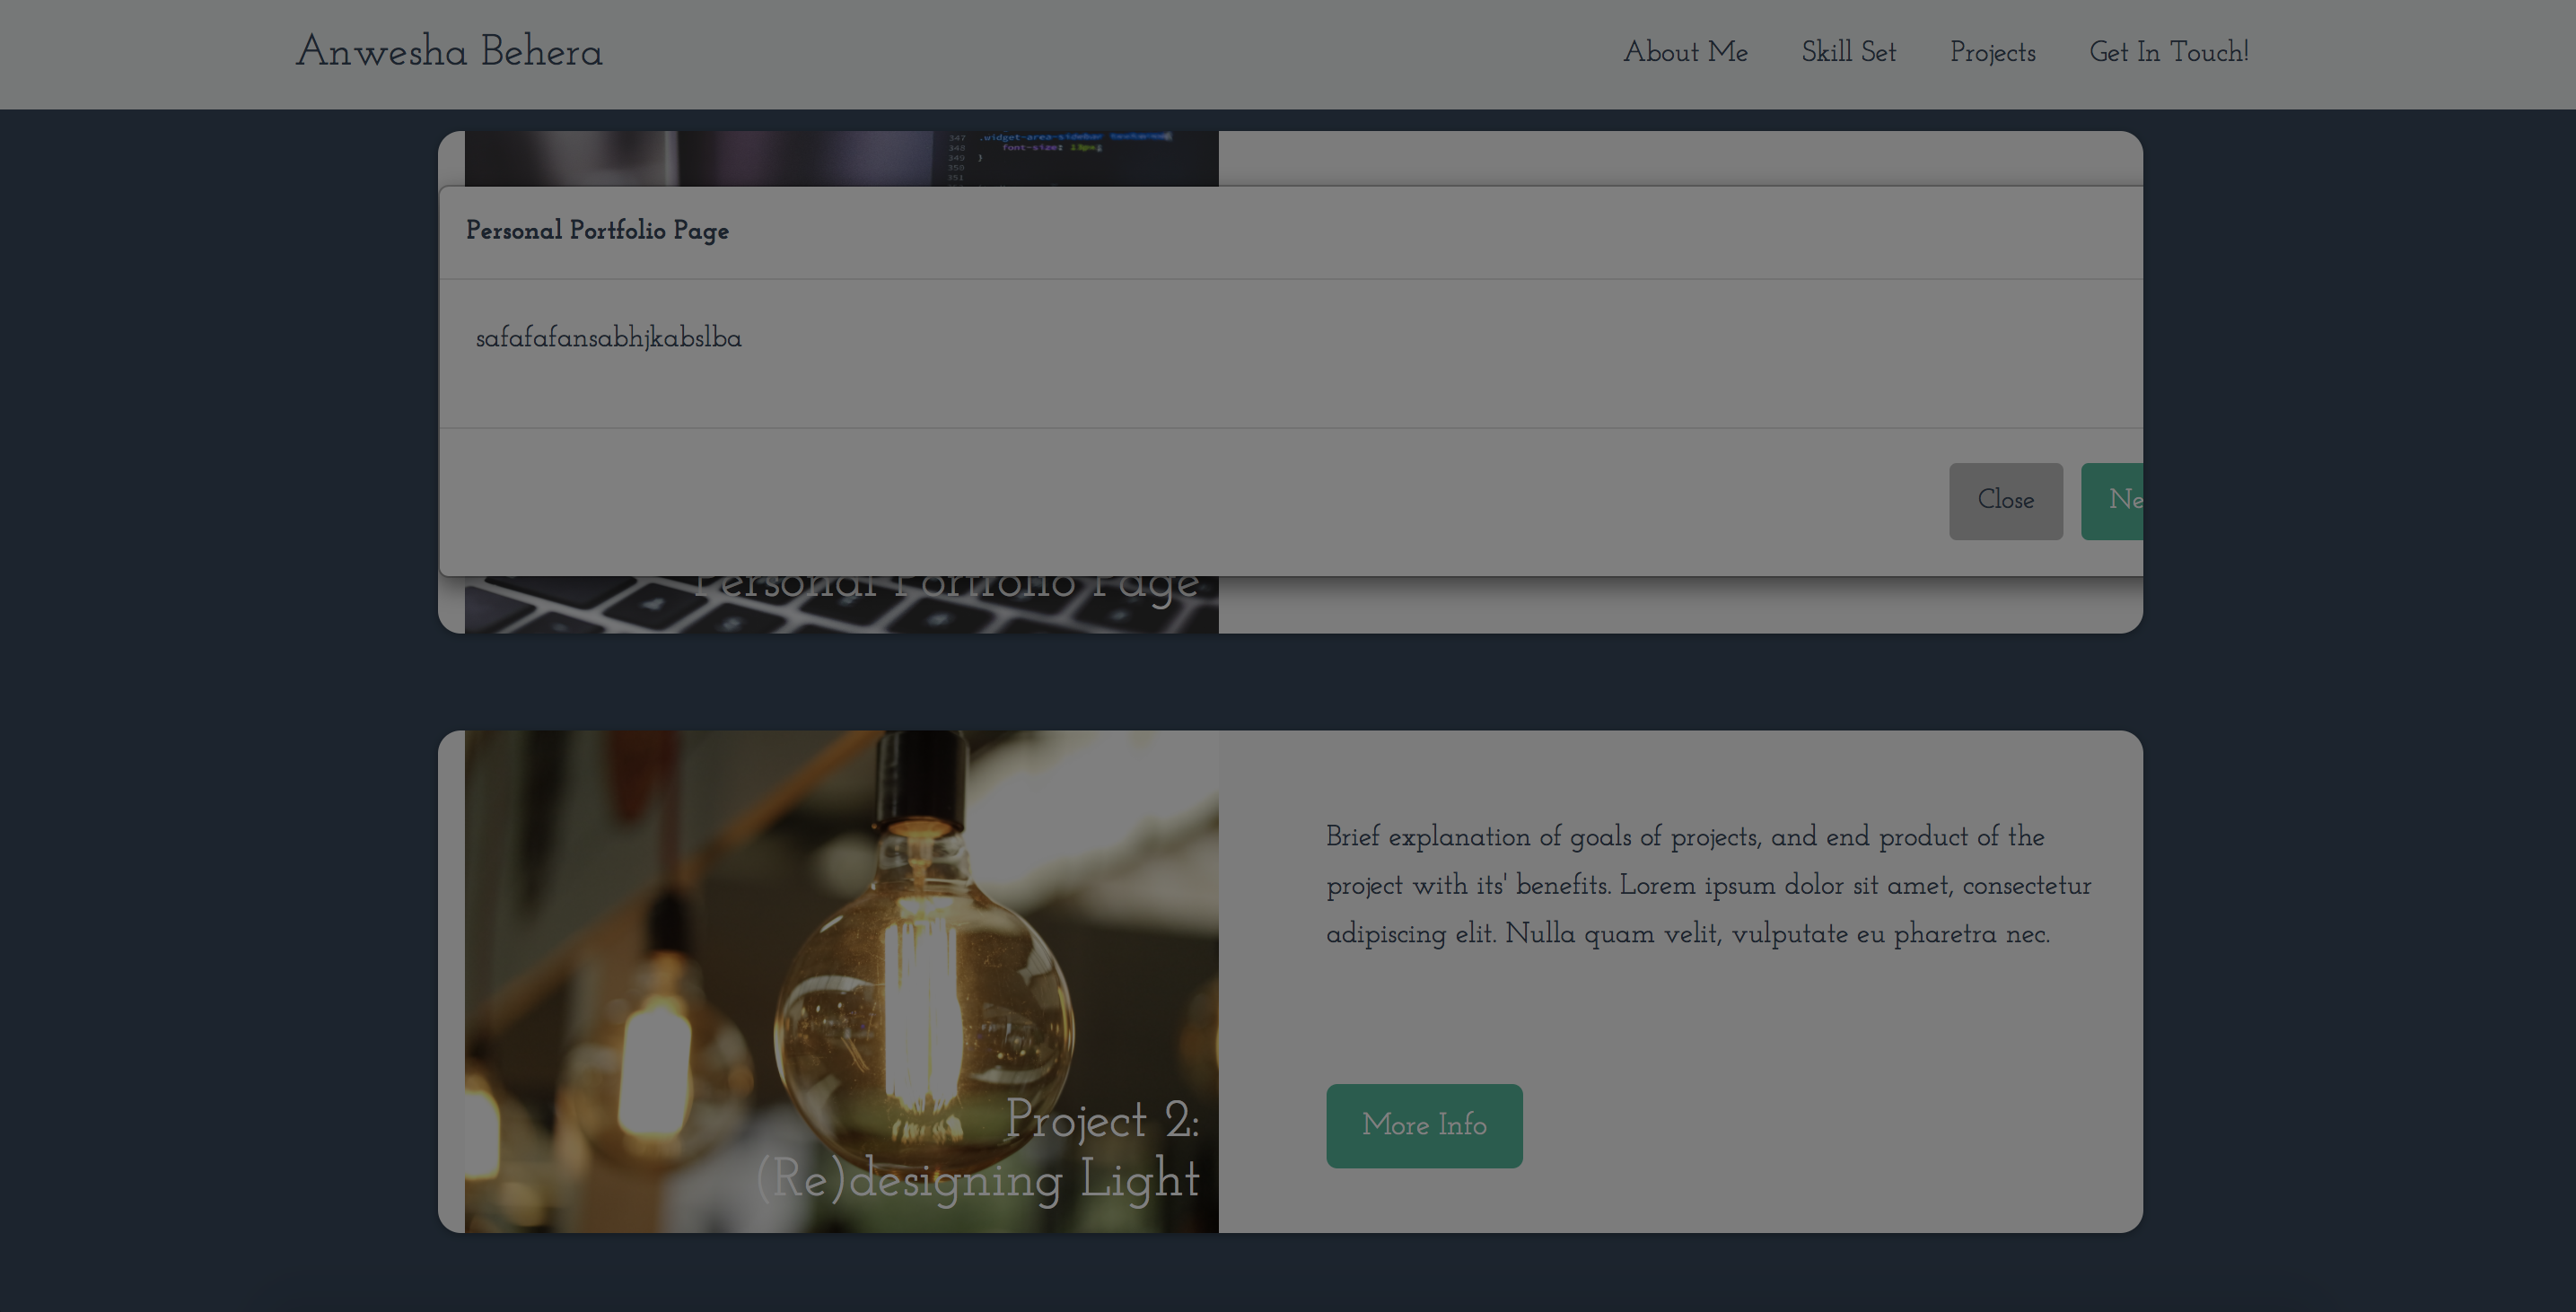 Anwesha Behera
About Me Skill Set Projects Get In Touch!
347 .widget-area-sidebar textarea
348 font-size: 13px;
349 }
350
351
Personal Portfolio Page
safafafansabhjkabslba
Close Ne
Personal Portfolio Page
Brief explanation of goals of projects, and end product of the
project with its' benefits. Lorem ipsum dolor sit amet, consectetur
adipiscing elit. Nulla quam velit, vulputate eu pharetra nec.
More Info
Project 2:
(Re)designing Light